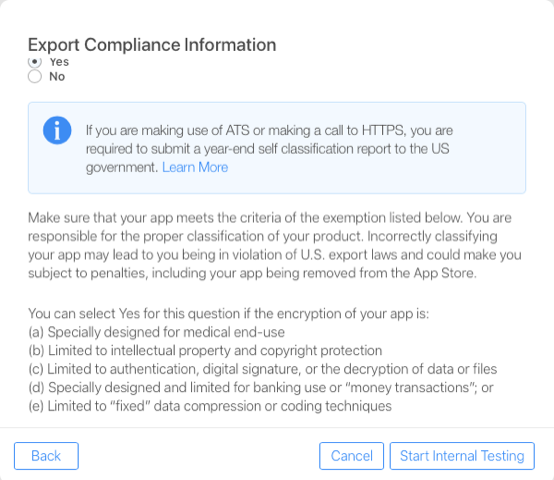 Export Compliance Information
Yes
No
If you are making use of ATS or making a call to HTTPS, you are
required to submit a year-end self classification report to the US
government. Learn More
Make sure that your app meets the criteria of the exemption listed below. You are
responsible for the proper classification of your product. Incorrectly classifying
your app may lead to you being in violation of U.S. export laws and could make you
subject to penalties, including your app being removed from the App Store.
You can select Yes for this question if the encryption of your app is:
(a) Specially designed for medical end-use
(b) Limited to intellectual property and copyright protection
(c) Limited to authentication, digital signature, or the decryption of data or files
(d) Specially designed and limited for banking use or “money transactions”; or
(e) Limited to “fixed” data compression or coding techniques
Back Cancel Start Internal Testing